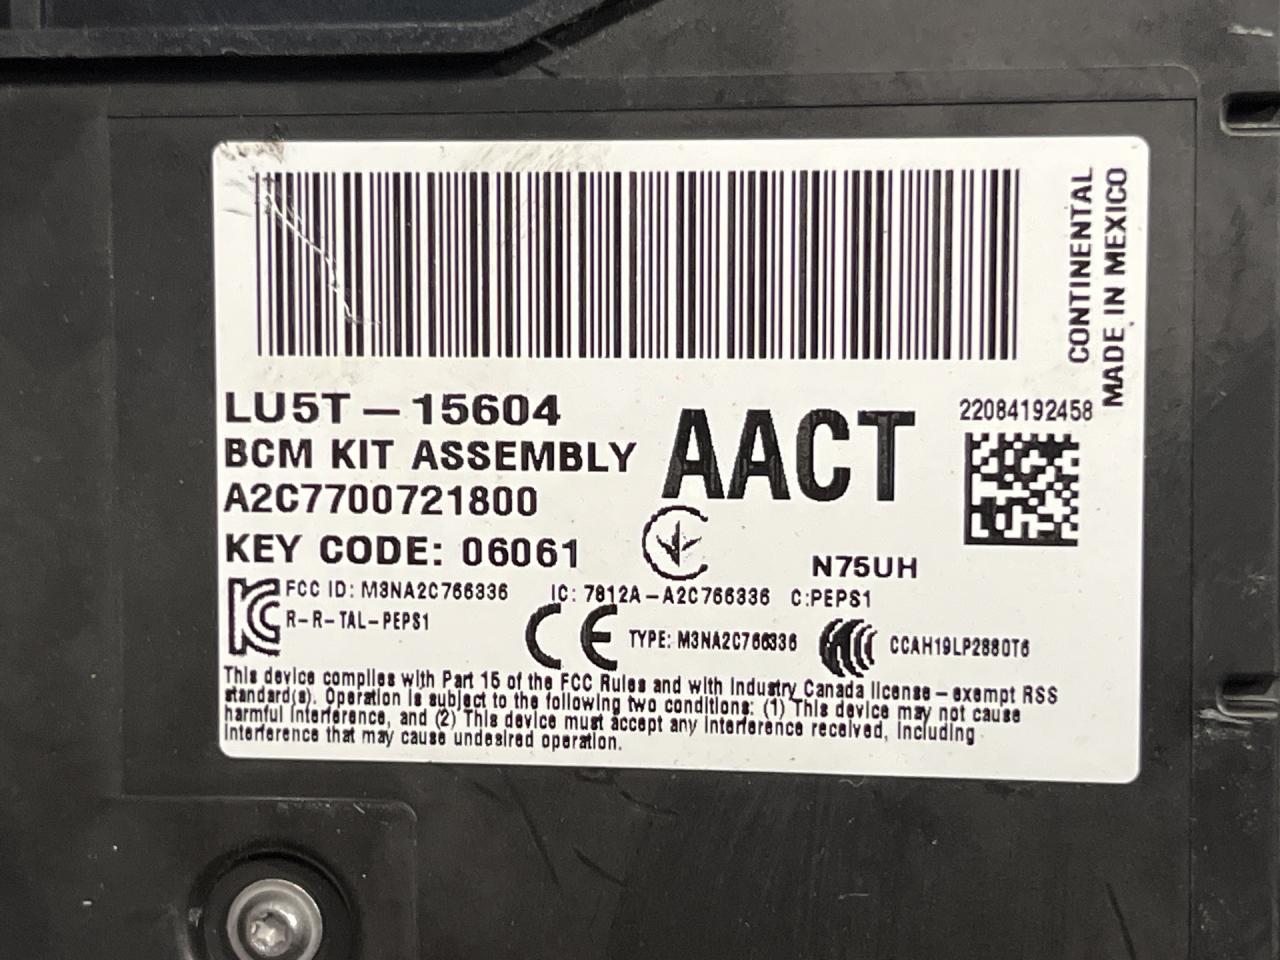 CONTINENTAL
MADE IN MEXICO
LU5T-15604
AACT
22084192458
BCM KIT ASSEMBLY
A2C7700721800
KEY CODE: 06061
N75UH
FCC ID: M3NA2C766336 IC: 7812A-A2C766336 C:PEPS1
R-R-TAL-PEPS1
CE TYPE: M3NA2C766336 CCAH19LP2880T6
This device complies with Part 15 of the FCC Rules and with Industry Canada license-exempt RSS
standard(s). Operation is subject to the following two conditions: (1) This device may not cause
harmful interference, and (2) This device must accept any interference received, including
interference that may cause undesired operation.